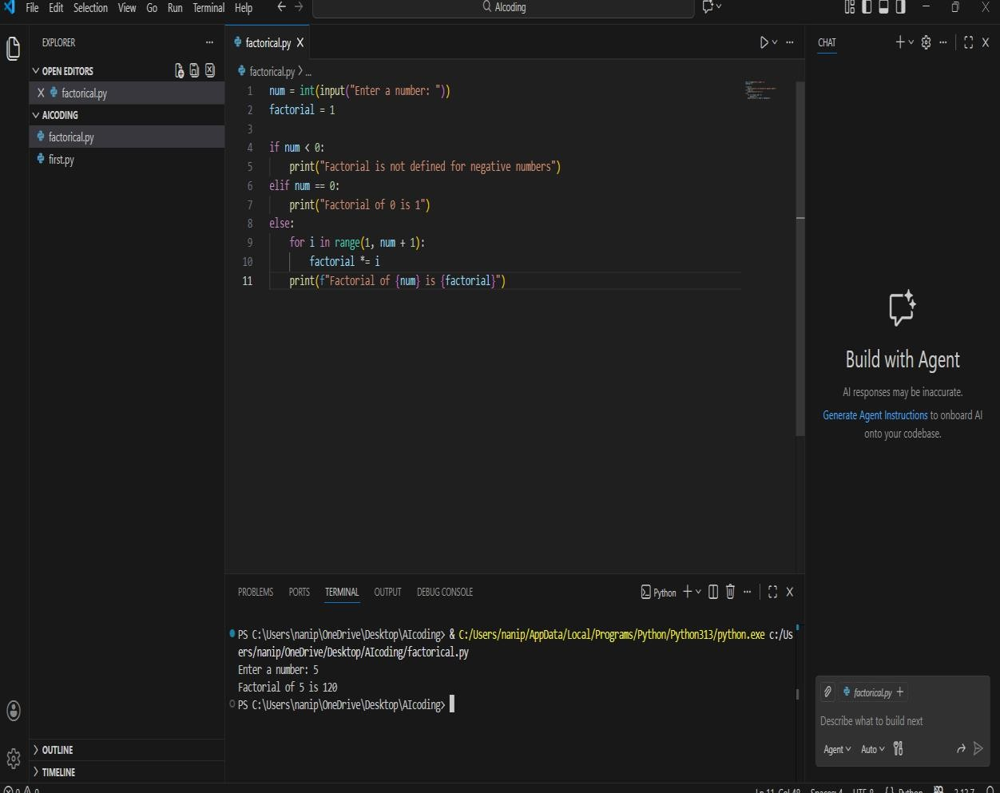 File Edit Selection View Go Run Terminal Help
AIcoding
EXPLORER
OPEN EDITORS
factorical.py
AICODING
factorical.py
first.py
OUTLINE
TIMELINE
factorical.py
factorical.py > ...
1 num = int(input("Enter a number: "))
2 factorial = 1
3
4 if num < 0:
5     print("Factorial is not defined for negative numbers")
6 elif num == 0:
7     print("Factorial of 0 is 1")
8 else:
9     for i in range(1, num + 1):
10         factorial *= i
11     print(f"Factorial of {num} is {factorial}")
PROBLEMS PORTS TERMINAL OUTPUT DEBUG CONSOLE
Python
PS C:\Users\nanip\OneDrive\Desktop\AIcoding> & C:/Users/nanip/AppData/Local/Programs/Python/Python313/python.exe c:/Us
ers/nanip/OneDrive/Desktop/AIcoding/factorical.py
Enter a number: 5
Factorial of 5 is 120
PS C:\Users\nanip\OneDrive\Desktop\AIcoding>
CHAT
Build with Agent
AI responses may be inaccurate.
Generate Agent Instructions to onboard AI
onto your codebase.
factorical.py
Describe what to build next
Agent Auto
Spaces: 4 UTF-8 {} Python